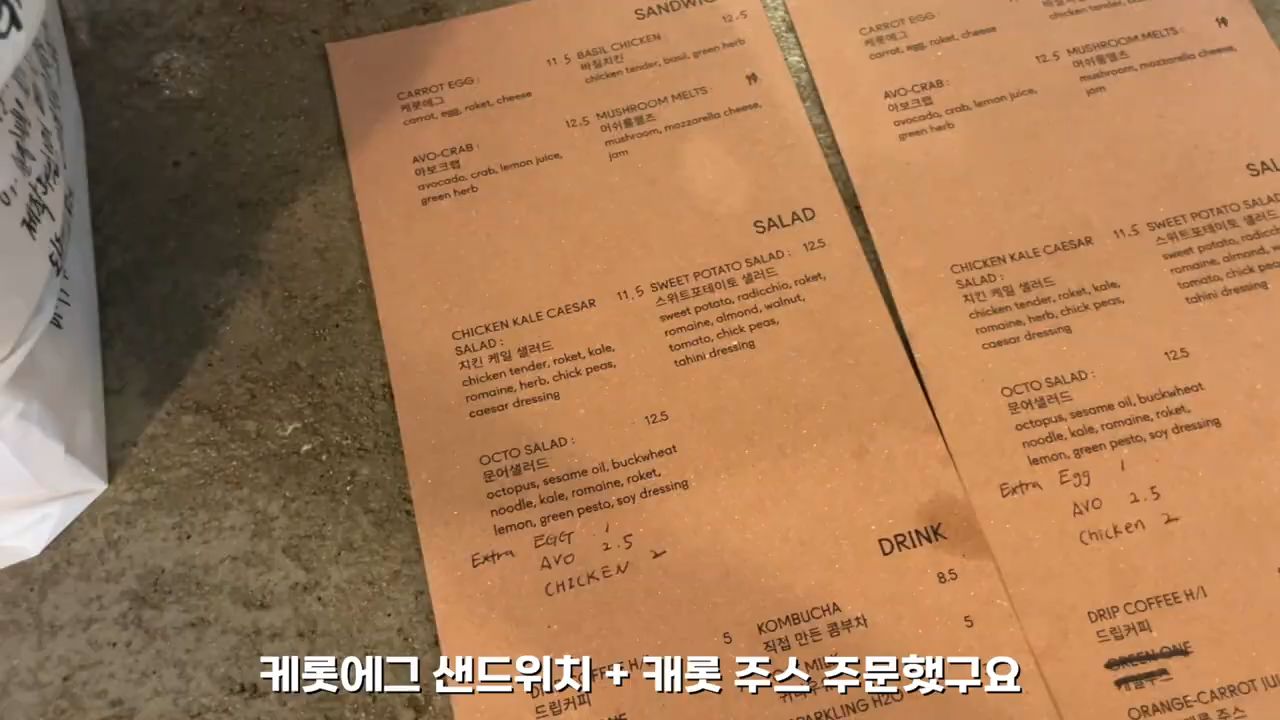 SANDWIC
12.5
CARROT EGG :
11.5
케롯에그
carrot, egg, roket, cheese
BASIL CHICKEN
바질치킨
chicken tender, basil, green herb
AVO-CRAB :
12.5
아보크랩
avocado, crab, lemon juice,
green herb
MUSHROOM MELTS :
머쉬룸멜츠
mushroom, mozzarella cheese,
jam
SALAD
CHICKEN KALE CAESAR
11.5
SALAD :
치킨 케일 샐러드
chicken tender, roket, kale,
romaine, herb, chick peas,
caesar dressing
SWEET POTATO SALAD :
12.5
스위트포테이토 샐러드
sweet potato, radicchio, roket,
romaine, almond, walnut,
tomato, chick peas,
tahini dressing
OCTO SALAD :
12.5
문어샐러드
octopus, sesame oil, buckwheat
noodle, kale, romaine, roket,
lemon, green pesto, soy dressing
Extra EGG 1
AVO 2.5
CHICKEN 2
DRINK
8.5
5
KOMBUCHA
직접 만든 콤부차
5
드립커피
MILK
SPARKLING H2O
CARROT EGG :
케롯에그
carrot, egg, roket, cheese
chicken tender,
AVO-CRAB :
12.5
아보크랩
avocado, crab, lemon juice,
green herb
MUSHROOM MELTS :
머쉬룸멜츠
mushroom, mozzarella cheese,
jam
SAL
CHICKEN KALE CAESAR
11.5
SALAD :
치킨 케일 샐러드
chicken tender, roket, kale,
romaine, herb, chick peas,
caesar dressing
SWEET POTATO SALAD
스위트포테이토 샐러드
sweet potato, radicch
romaine, almond, w
tomato, chick pea
tahini dressing
OCTO SALAD :
12.5
문어샐러드
octopus, sesame oil, buckwheat
noodle, kale, romaine, roket,
lemon, green pesto, soy dressing
Extra Egg 1
AVO 2.5
Chicken 2
DRIP COFFEE H/I
드립커피
GREEN ONE
케일주스
ORANGE-CARROT JUI
주스
케롯에그 샌드위치 + 캐롯 주스 주문했구요